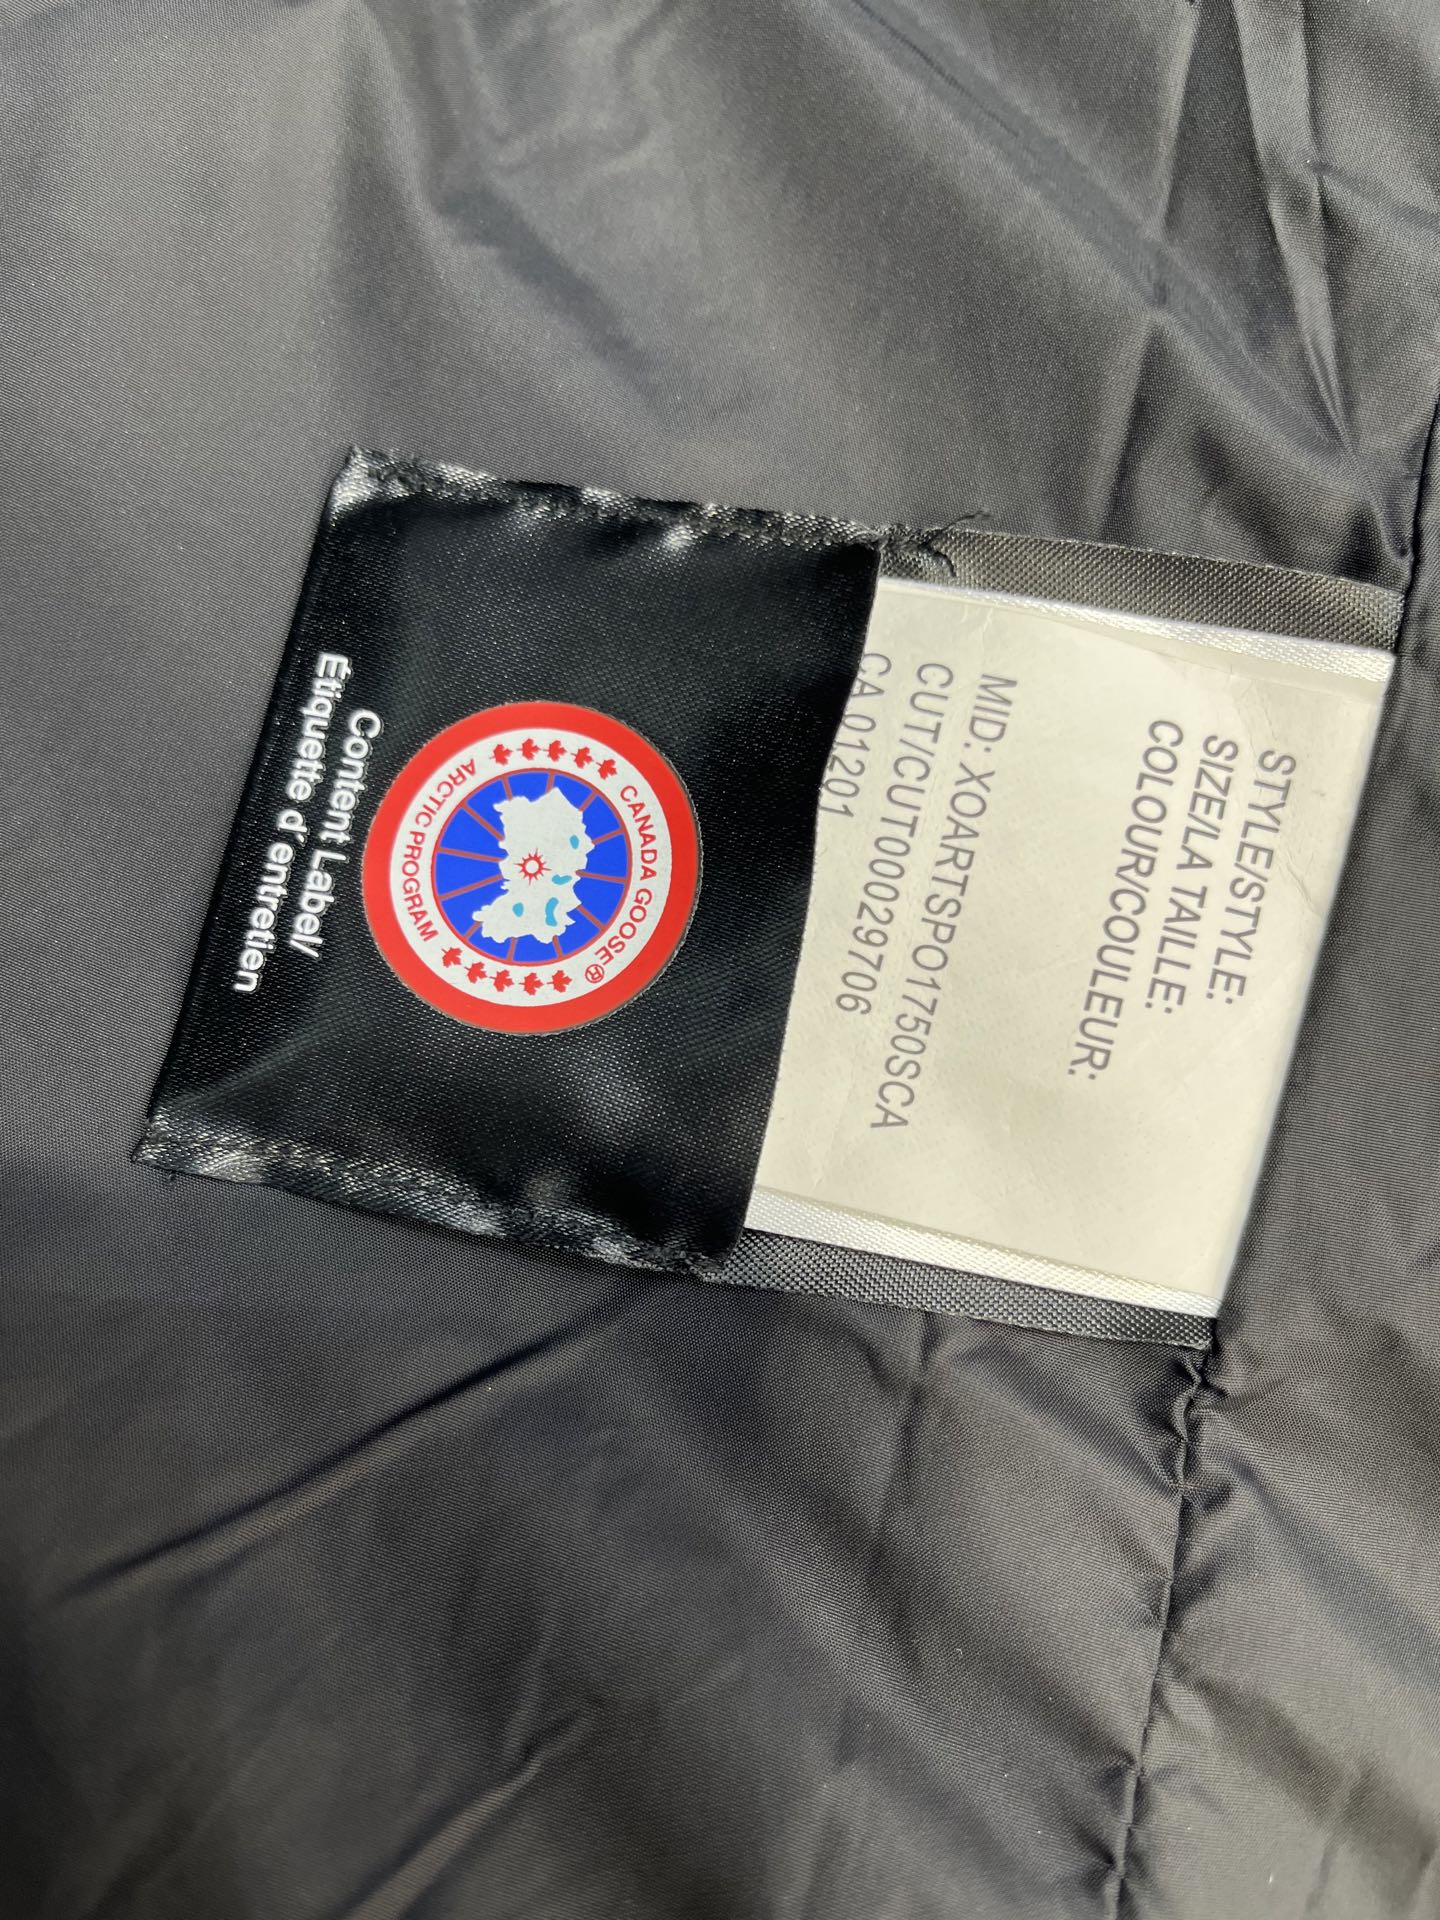 STYLE/STYLE:
SIZE/LA TAILLE:
COLOUR/COULEUR:
MID: XOARTSPO1750SCA
CUT/CUT000029706
CA 01201
CANADA GOOSE®
ARCTIC PROGRAM
Content Label/
Étiquette d'entretien